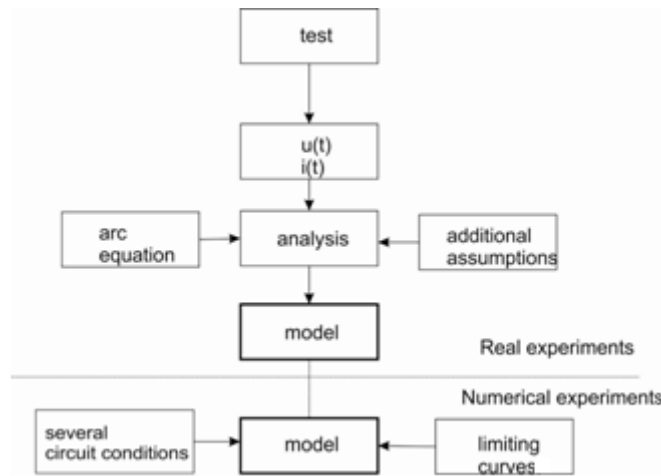 test
u(t)
i(t)
arc
equation
analysis
additional
assumptions
model
Real experiments
Numerical experiments
several
circuit conditions
model
limiting
curves